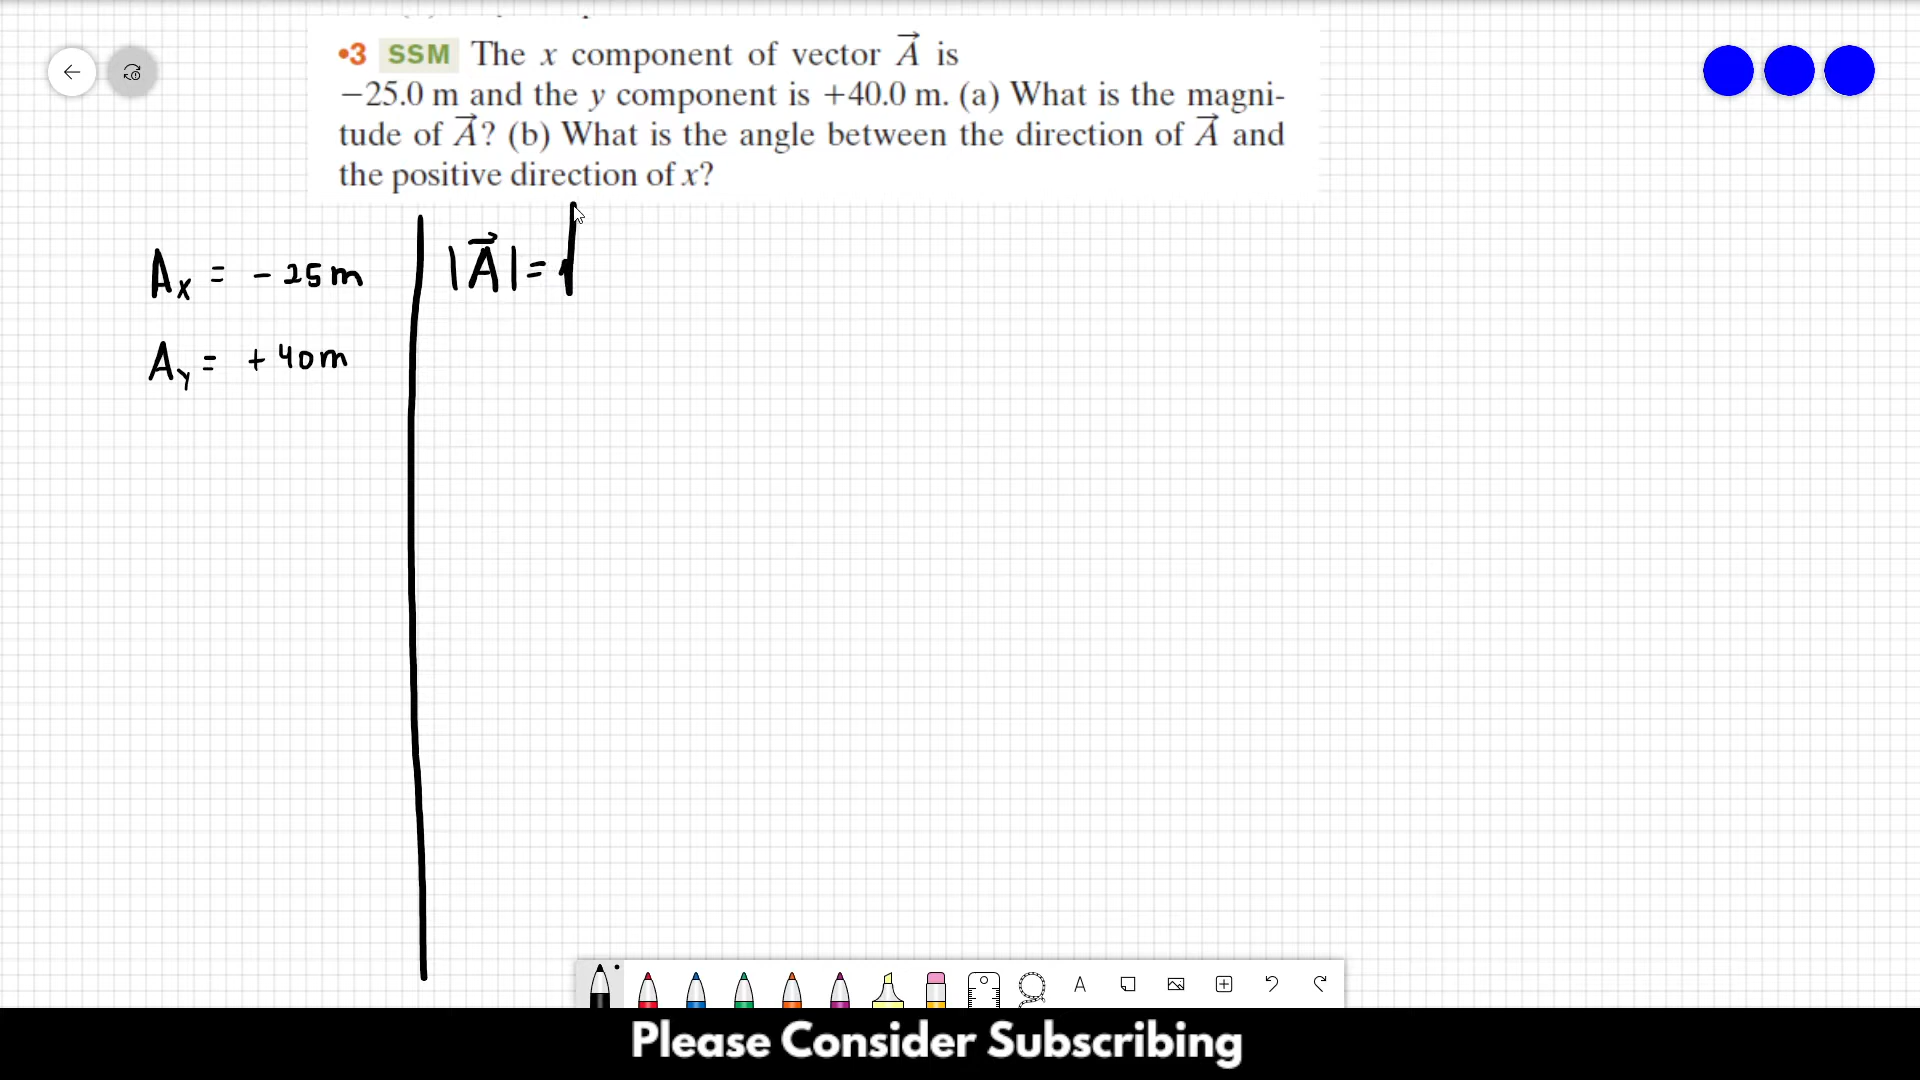 •3 SSM The x component of vector A⃗ is
−25.0 m and the y component is +40.0 m. (a) What is the magni-
tude of A⃗? (b) What is the angle between the direction of A⃗ and
the positive direction of x?
Ax = - 25m
Ay = + 40m
|A⃗| = √
A
Please Consider Subscribing